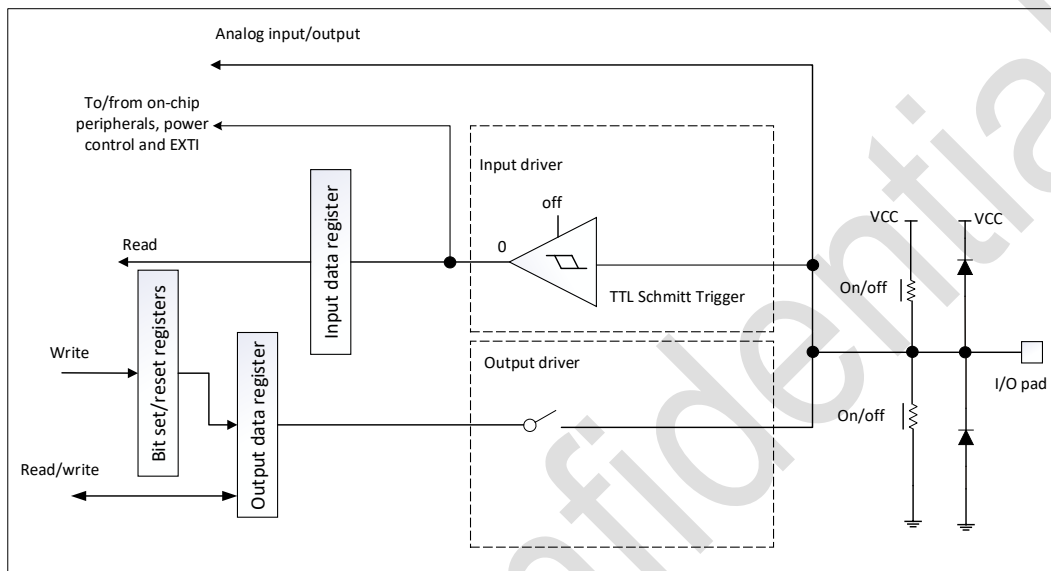 Analog input/output
To/from on-chip
peripherals, power
control and EXTI
Input driver
off
0
VCC
VCC
Read
Input data register
TTL Schmitt Trigger
On/off
Bit set/reset registers
Write
Output data register
Output driver
I/O pad
On/off
Read/write